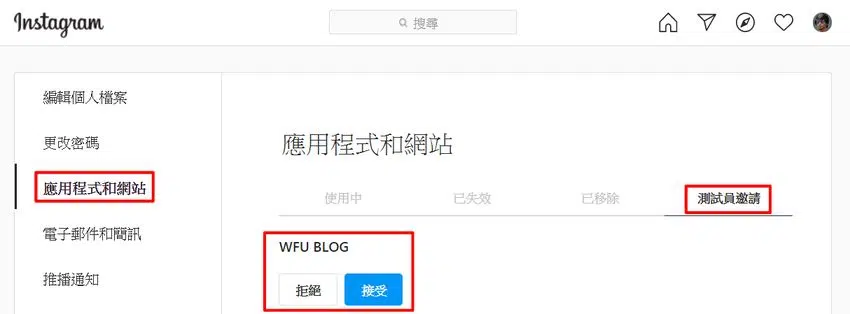 Instagram
搜尋
編輯個人檔案
更改密碼
應用程式和網站
電子郵件和簡訊
推播通知
應用程式和網站
使用中 已失效 已移除 測試員邀請
WFU BLOG
拒絕 接受